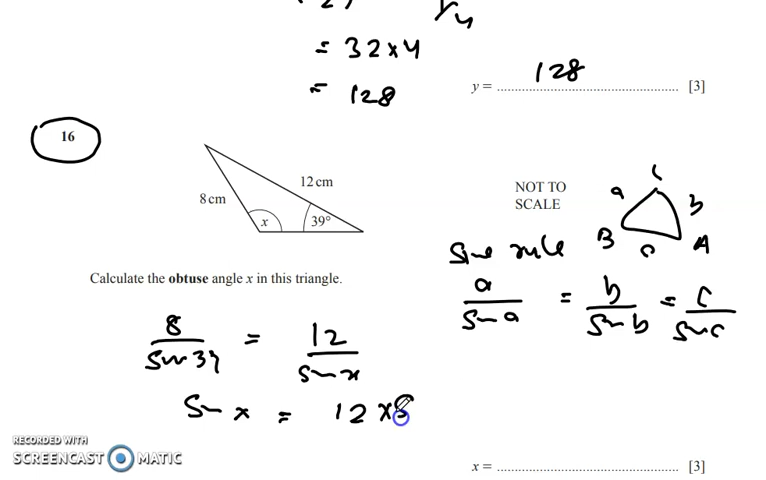 = 32 x 4
= 128
y = 128 [3]
16
12 cm
8 cm
x
39°
NOT TO
SCALE
C
a
b
B
c
A
Sine rule
Calculate the obtuse angle x in this triangle.
a/sin a = b/sin b = c/sin c
8/sin 39 = 12/sin x
Sin x = 12 x S
RECORDED WITH
SCREENCAST MATIC
x = [3]